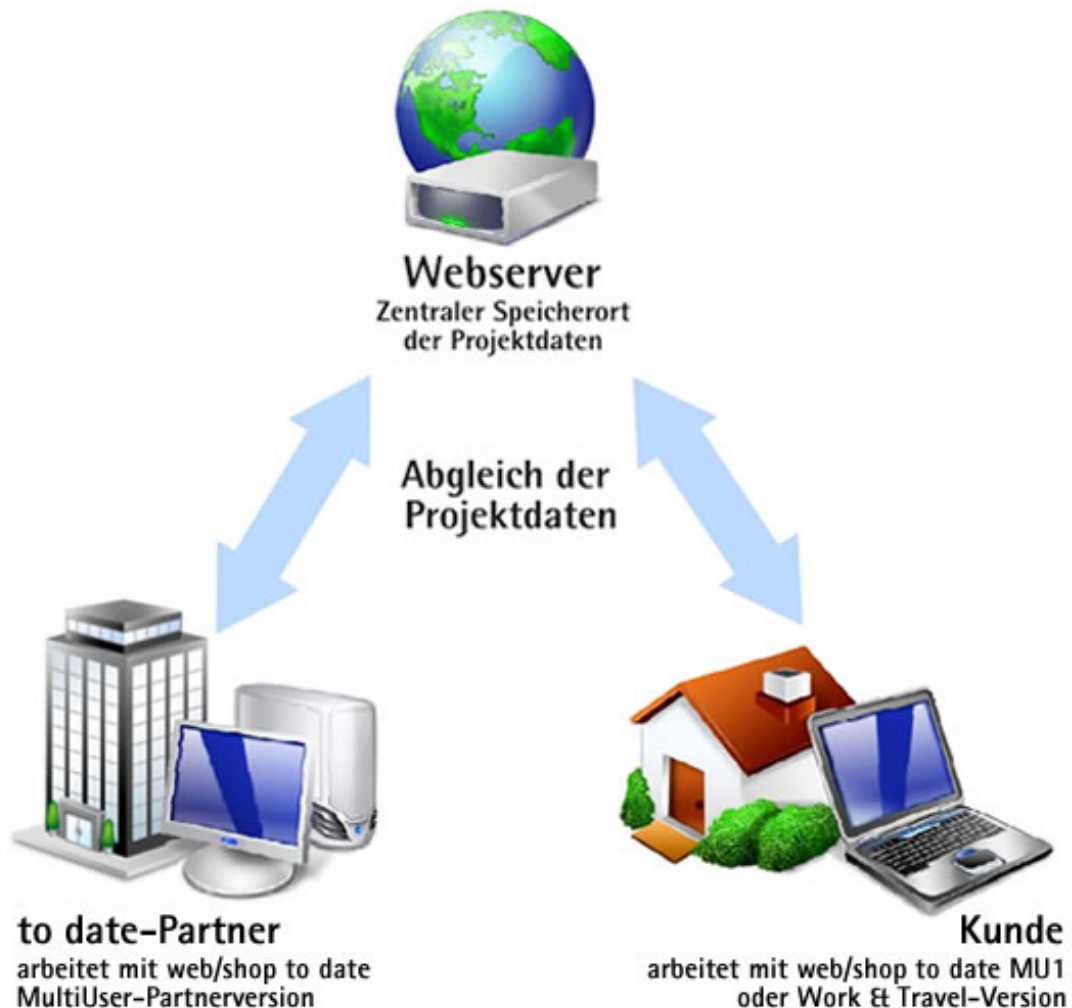 Webserver
Zentraler Speicherort
der Projektdaten
Abgleich der
Projektdaten
to date-Partner
arbeitet mit web/shop to date
MultiUser-Partnerversion
Kunde
arbeitet mit web/shop to date MU1
oder Work & Travel-Version